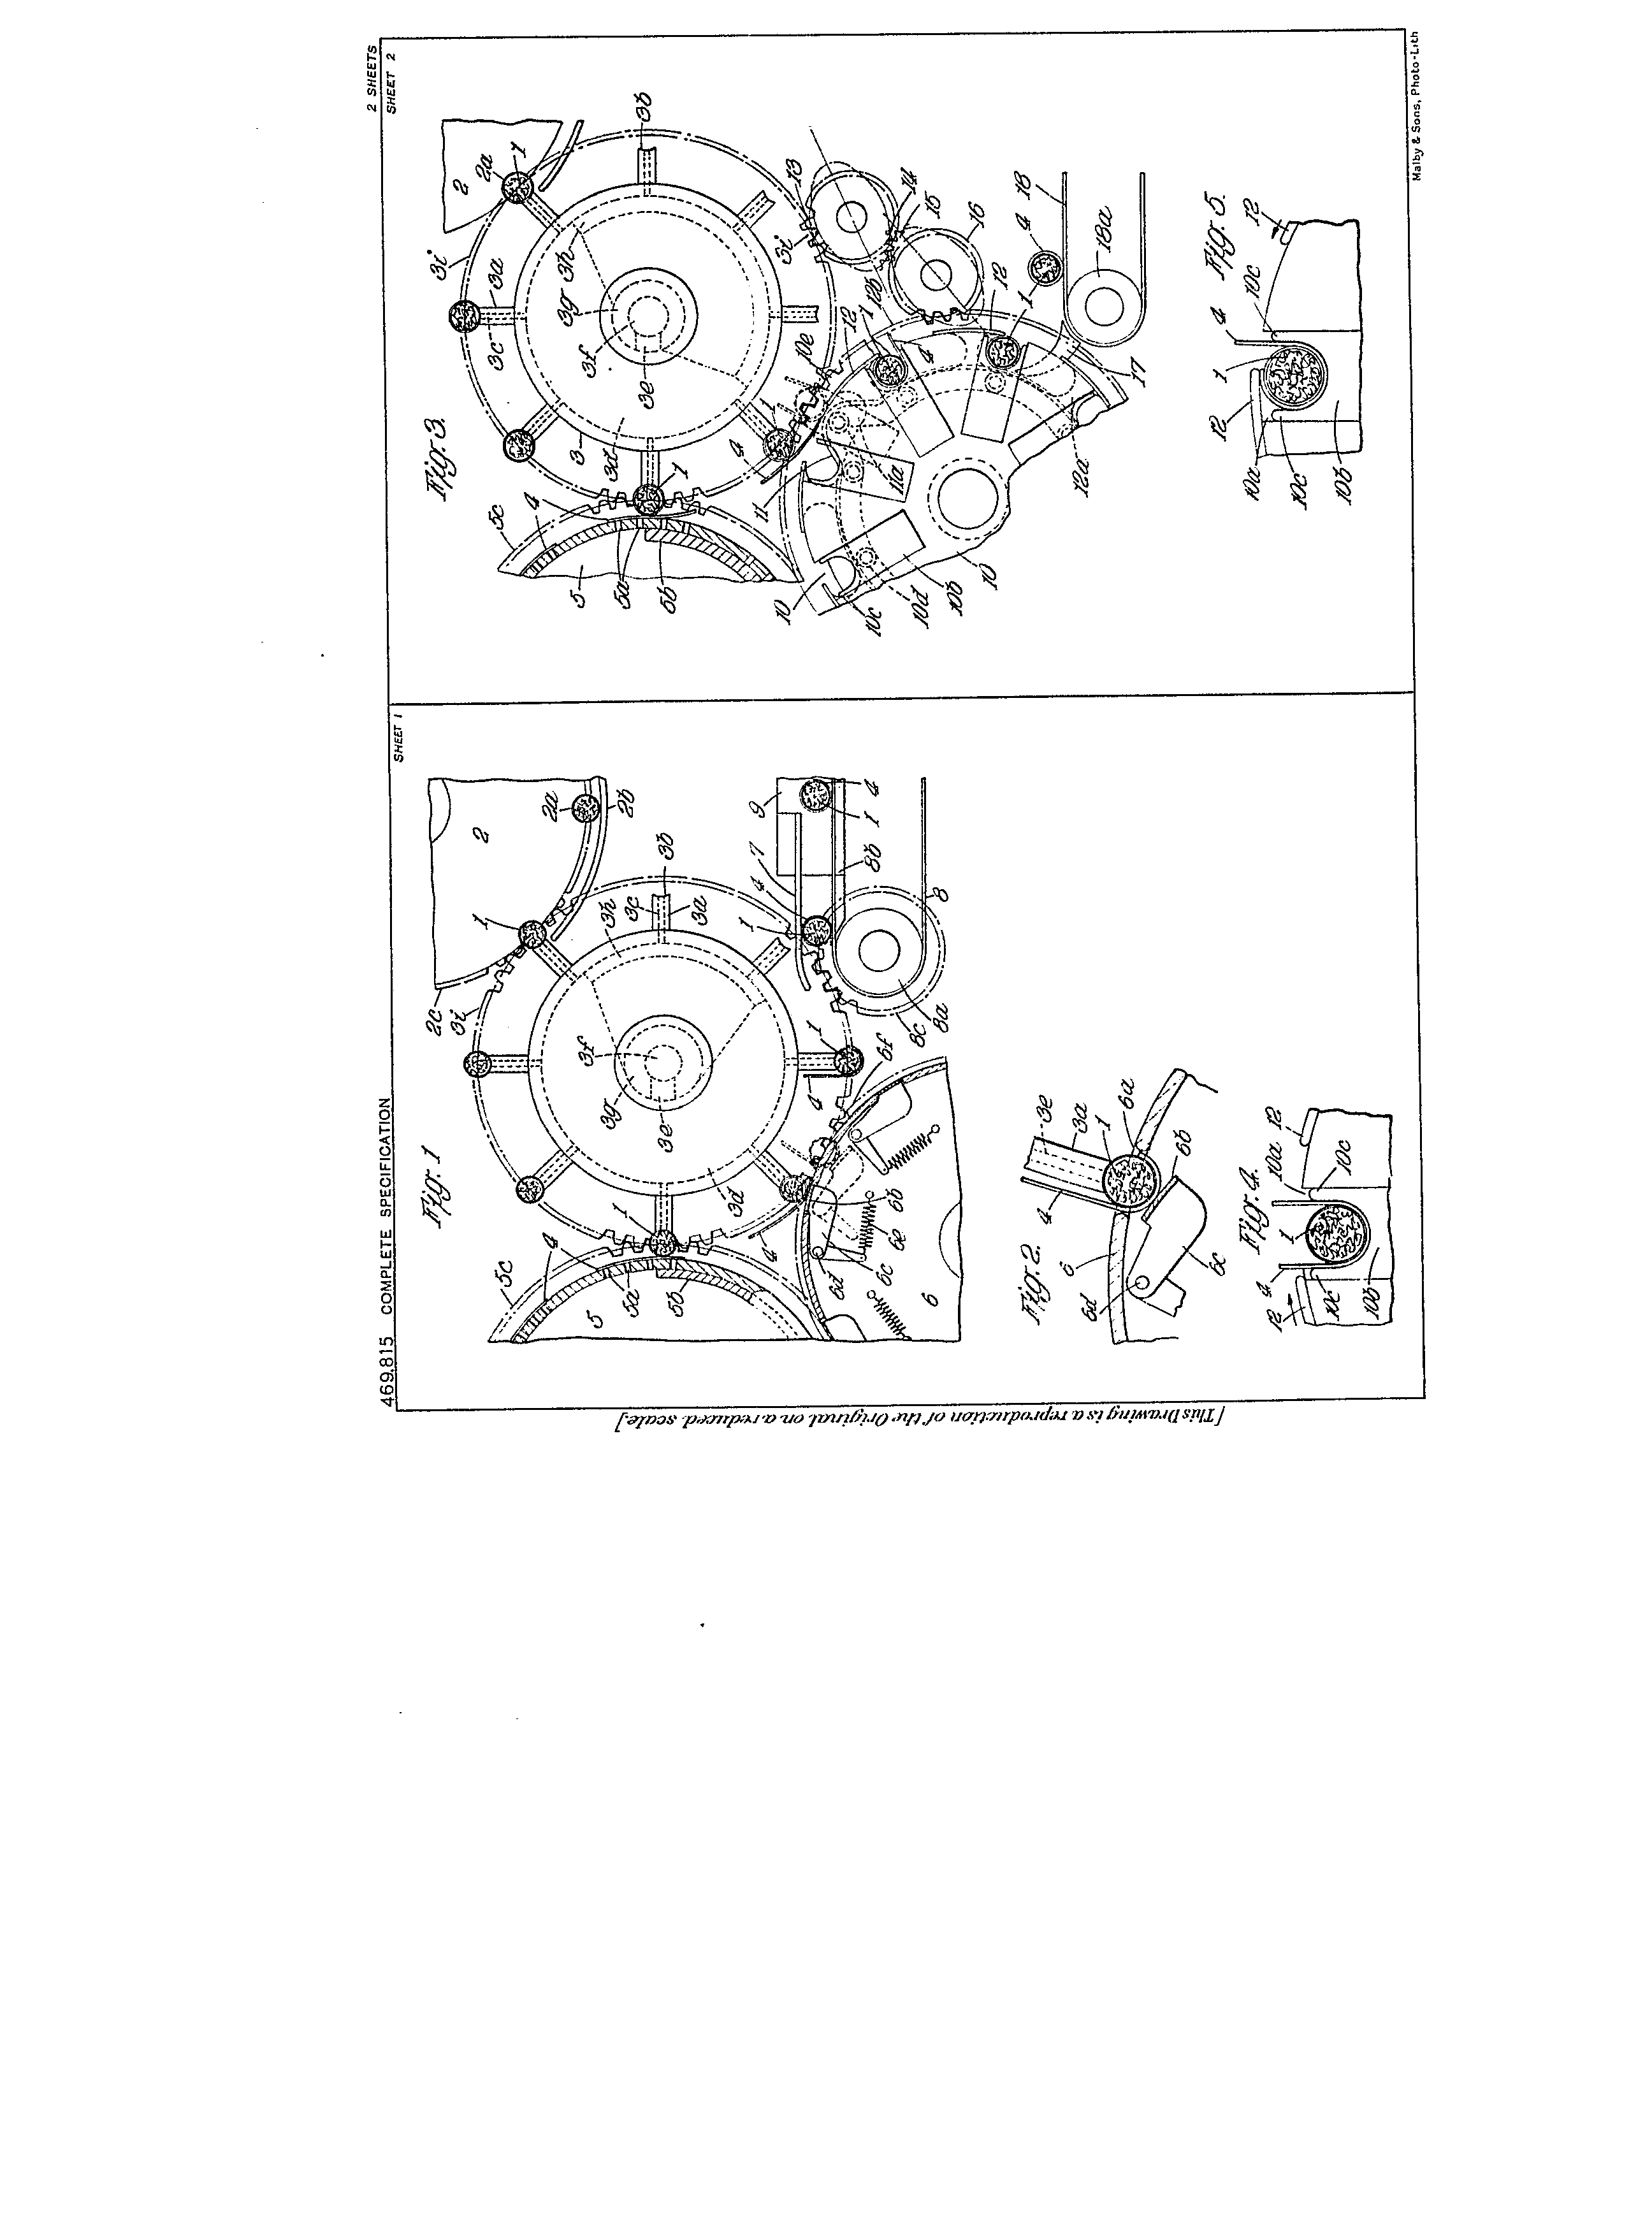 469,815 COMPLETE SPECIFICATION
SHEET 1
2 SHEETS
SHEET 2
Fig. 1
2c
3i
1
2
2a
2b
3g
3f
3e
3h
3c
3a
3b
3d
5c
4
5
5a
5b
1
4
6d
6c
6e
6b
6
4
1
6f
8c
8a
8
8b
1
4
7
9
1
4
Fig. 2.
6d
6
4
3e
3a
1
6a
6b
6c
Fig. 4.
12
4
10c
10b
1
10a
10c
12
Fig. 3.
5c
4
5
5a
5b
3
3d
3c
3a
3i
3e
3f
3g
3h
2
2a
1
3b
1
4
1
11
10
10c
10d
10b
10
11a
10e
12
1
10b
4
3i
13
14
15
16
12
1
12a
17
4
18
18a
Fig. 5.
12
1
4
10c
12
10a
10c
10b
[This Drawing is a reproduction of the Original on a reduced scale.]
Malby & Sons, Photo-Lith